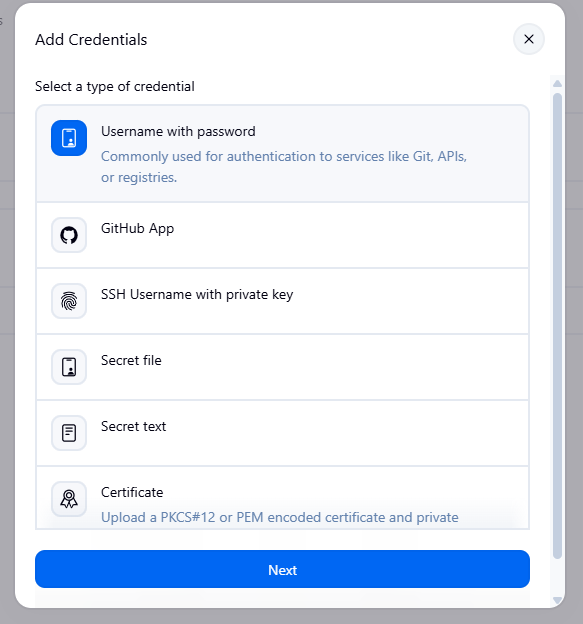 Add Credentials
Select a type of credential
Username with password
Commonly used for authentication to services like Git, APIs,
or registries.
GitHub App
SSH Username with private key
Secret file
Secret text
Certificate
Upload a PKCS#12 or PEM encoded certificate and private
Next